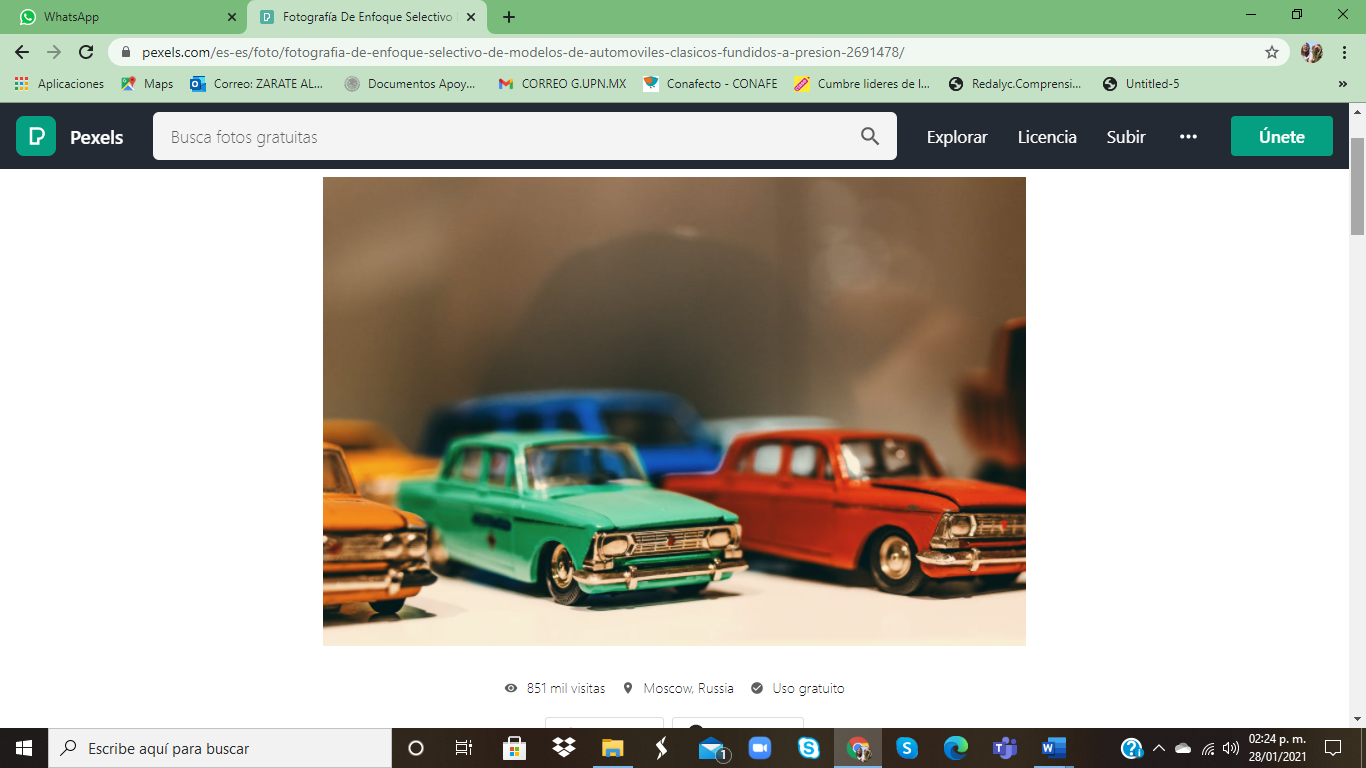 WhatsApp
Fotografía De Enfoque Selectivo
pexels.com/es-es/foto/fotografia-de-enfoque-selectivo-de-modelos-de-automoviles-clasicos-fundidos-a-presion-2691478/
Aplicaciones Maps Correo: ZARATE AL... Documentos Apoy... CORREO G.UPN.MX Conafecto - CONAFE Cumbre lideres de l... Redalyc.Comprensi... Untitled-5 »
Pexels Busca fotos gratuitas Explorar Licencia Subir ••• Únete
851 mil visitas Moscow, Russia Uso gratuito
Escribe aquí para buscar 1 02:24 p. m.
28/01/2021